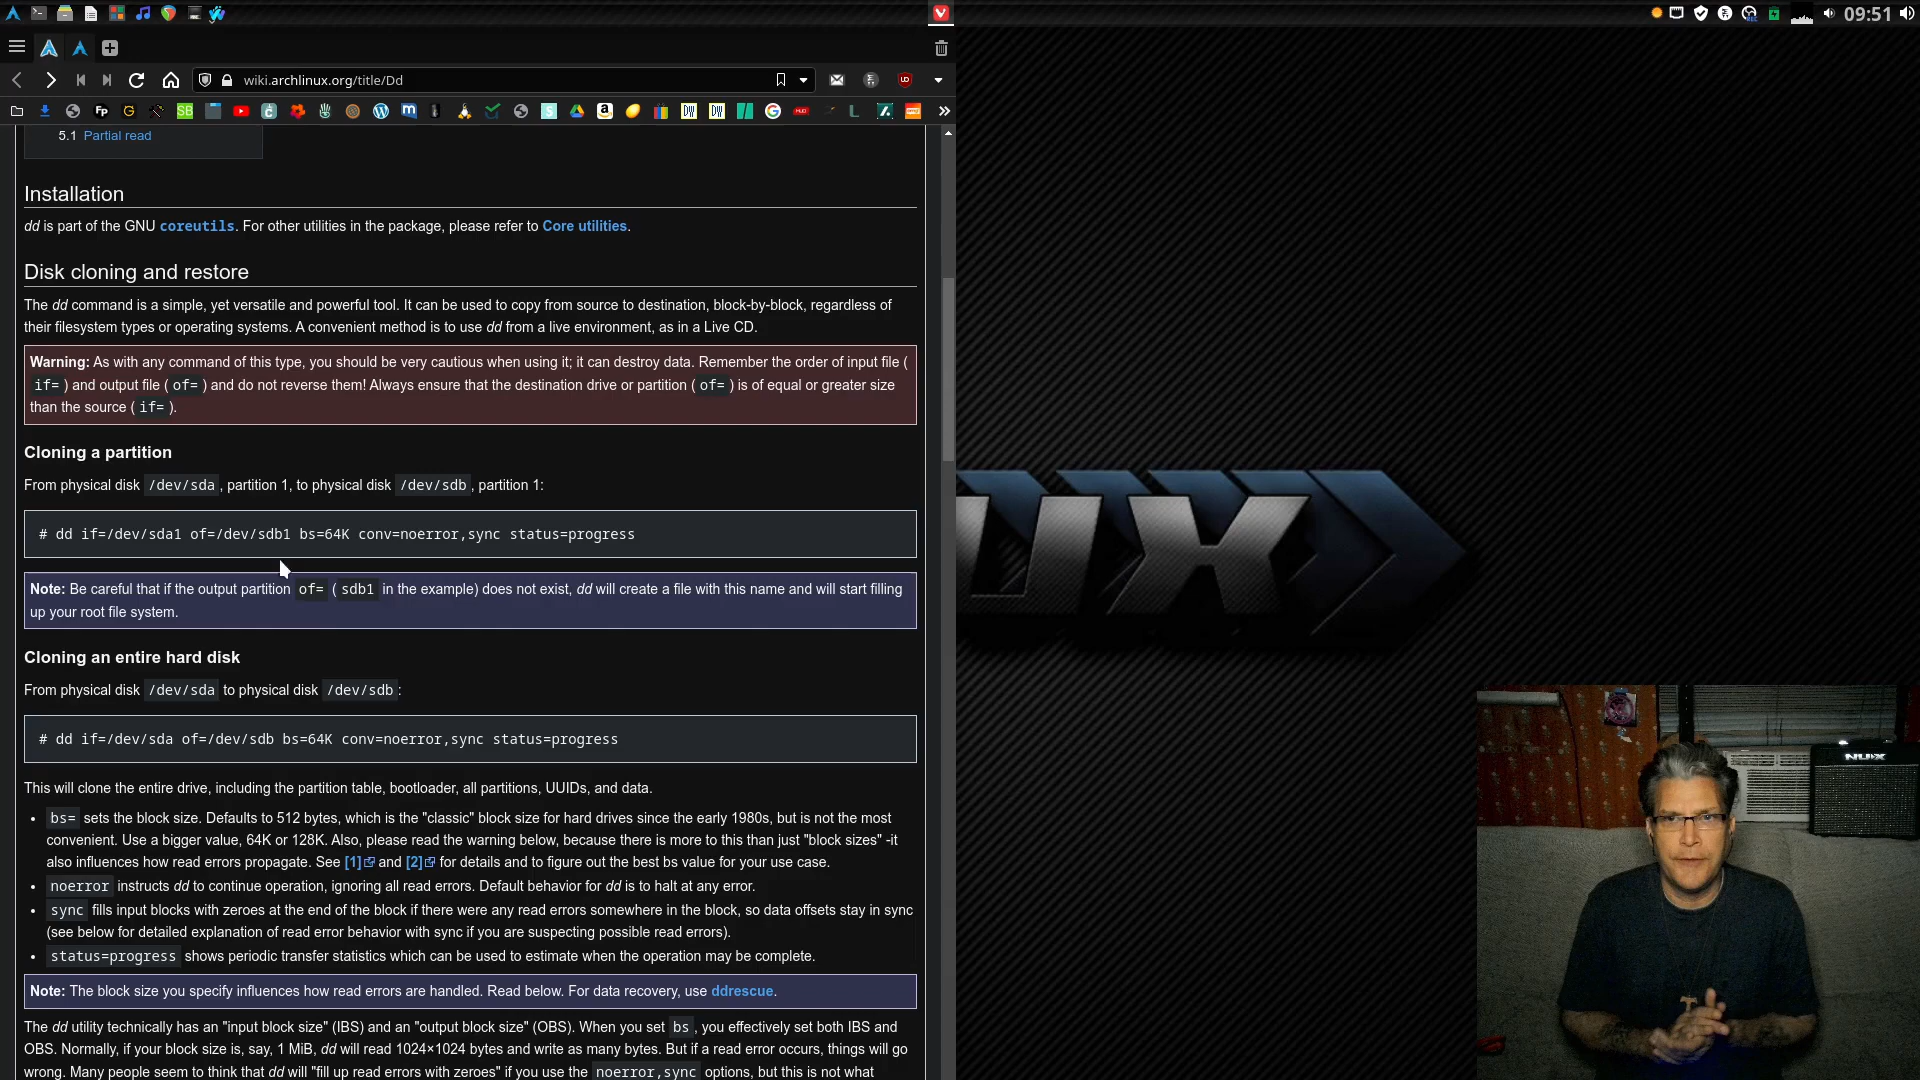 09:51
wiki.archlinux.org/title/Dd
5.1 Partial read
Installation
dd is part of the GNU coreutils. For other utilities in the package, please refer to Core utilities.
Disk cloning and restore
The dd command is a simple, yet versatile and powerful tool. It can be used to copy from source to destination, block-by-block, regardless of
their filesystem types or operating systems. A convenient method is to use dd from a live environment, as in a Live CD.
Warning: As with any command of this type, you should be very cautious when using it; it can destroy data. Remember the order of input file (
if= ) and output file ( of= ) and do not reverse them! Always ensure that the destination drive or partition ( of= ) is of equal or greater size
than the source ( if= ).
Cloning a partition
From physical disk /dev/sda, partition 1, to physical disk /dev/sdb, partition 1:
# dd if=/dev/sda1 of=/dev/sdb1 bs=64K conv=noerror,sync status=progress
Note: Be careful that if the output partition of= ( sdb1 in the example) does not exist, dd will create a file with this name and will start filling
up your root file system.
Cloning an entire hard disk
From physical disk /dev/sda to physical disk /dev/sdb:
# dd if=/dev/sda of=/dev/sdb bs=64K conv=noerror,sync status=progress
This will clone the entire drive, including the partition table, bootloader, all partitions, UUIDs, and data.
• bs= sets the block size. Defaults to 512 bytes, which is the "classic" block size for hard drives since the early 1980s, but is not the most
convenient. Use a bigger value, 64K or 128K. Also, please read the warning below, because there is more to this than just "block sizes" -it
also influences how read errors propagate. See [1] and [2] for details and to figure out the best bs value for your use case.
• noerror instructs dd to continue operation, ignoring all read errors. Default behavior for dd is to halt at any error.
• sync fills input blocks with zeroes at the end of the block if there were any read errors somewhere in the block, so data offsets stay in sync
(see below for detailed explanation of read error behavior with sync if you are suspecting possible read errors).
• status=progress shows periodic transfer statistics which can be used to estimate when the operation may be complete.
Note: The block size you specify influences how read errors are handled. Read below. For data recovery, use ddrescue.
The dd utility technically has an "input block size" (IBS) and an "output block size" (OBS). When you set bs, you effectively set both IBS and
OBS. Normally, if your block size is, say, 1 MiB, dd will read 1024×1024 bytes and write as many bytes. But if a read error occurs, things will go
wrong. Many people seem to think that dd will "fill up read errors with zeroes" if you use the noerror,sync options, but this is not what
UX
NUX